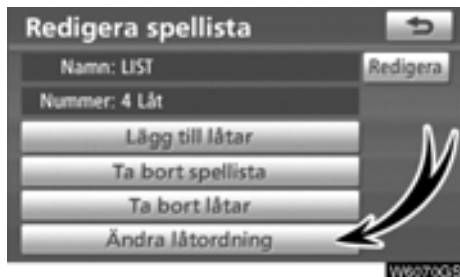 Redigera spellista
Namn: LIST Redigera
Nummer: 4 Låt
Lägg till låtar
Ta bort spellista
Ta bort låtar
Ändra låtordning
W6070GS